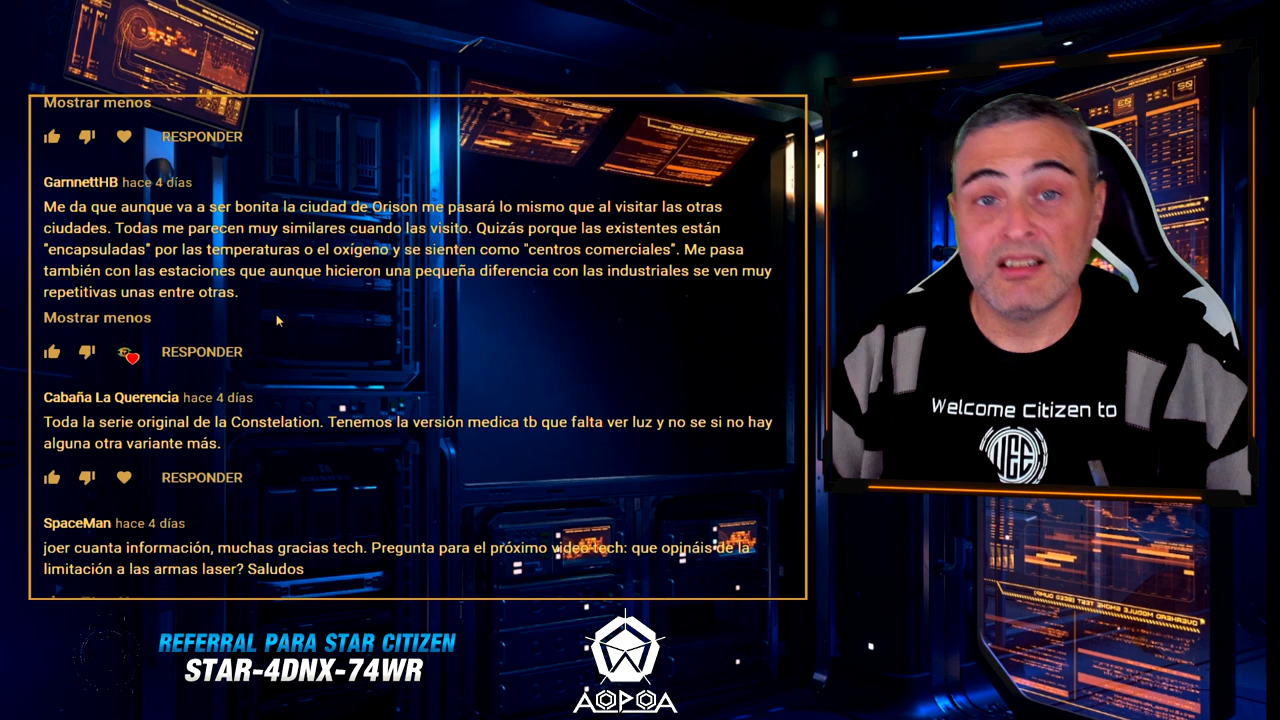 Mostrar menos
RESPONDER
GarnnettHB hace 4 días
Me da que aunque va a ser bonita la ciudad de Orison me pasará lo mismo que al visitar las otras
ciudades. Todas me parecen muy similares cuando las visito. Quizás porque las existentes están
"encapsuladas" por las temperaturas o el oxígeno y se sienten como "centros comerciales". Me pasa
también con las estaciones que aunque hicieron una pequeña diferencia con las industriales se ven muy
repetitivas unas entre otras.
Mostrar menos
RESPONDER
Cabaña La Querencia hace 4 días
Toda la serie original de la Constelation. Tenemos la versión medica tb que falta ver luz y no se si no hay
alguna otra variante más.
RESPONDER
SpaceMan hace 4 días
joer cuanta información, muchas gracias tech. Pregunta para el próximo video tech: que opináis de la
limitación a las armas laser? Saludos
Welcome Citizen to
UEE
REFERRAL PARA STAR CITIZEN
STAR-4DNX-74WR